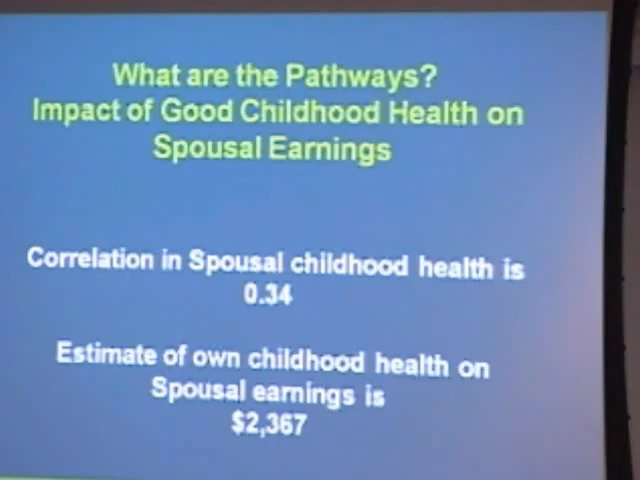 What are the Pathways?
Impact of Good Childhood Health on
Spousal Earnings
Correlation in Spousal childhood health is
0.34
Estimate of own childhood health on
Spousal earnings is
$2,367